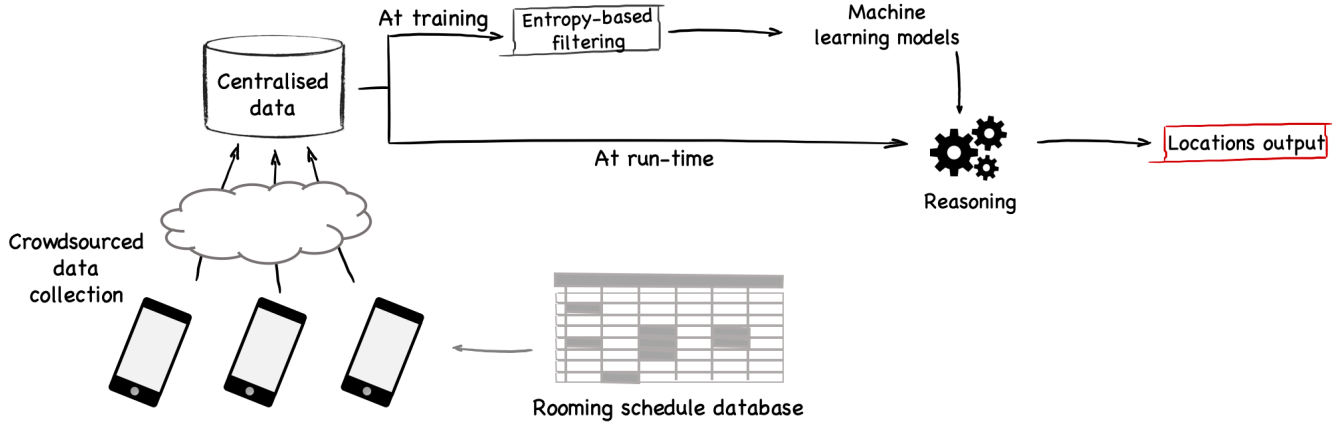 At training
Entropy-based
filtering
Machine
learning models
Centralised
data
At run-time
Locations output
Reasoning
Crowdsourced
data
collection
Rooming schedule database